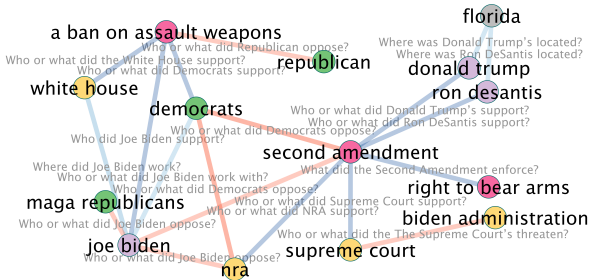 florida
a ban on assault weapons
Who or what did Republican oppose?
Where was Donald Trump's located?
Who or what did the White House support?
Where was Ron DeSantis located?
republican
Who or what did Democrats support?
donald trump
white house
ron desantis
democrats
Who or what did Donald Trump's support?
Who or what did Ron DeSantis support?
Who or what did Democrats oppose?
Who did Joe Biden support?
second amendment
Where did Joe Biden work?
What did the Second Amendment enforce?
Who or what did Joe Biden work with?
Who or what did Democrats oppose?
right to bear arms
maga republicans
Who or what did Supreme Court support?
Who or what did NRA support?
biden administration
Who or what did Joe Biden oppose?
Who or what did the The Supreme Court's threaten?
joe biden
supreme court
Who or what did Joe Biden oppose?
nra